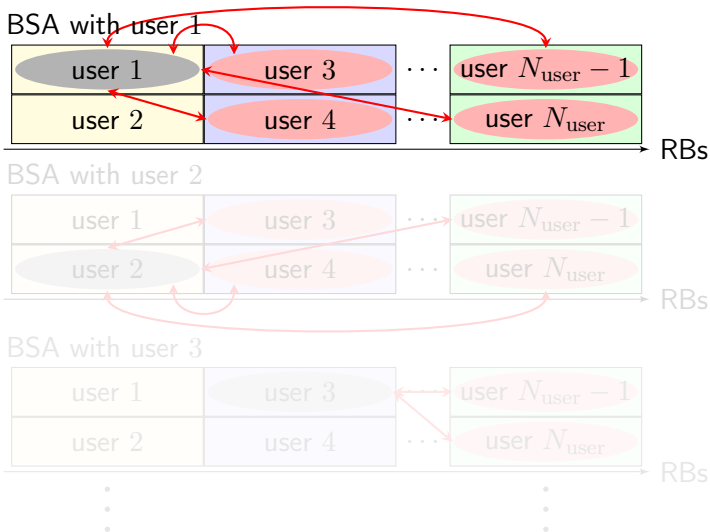 BSA with user 1
user 1 user 3 ··· user N_user − 1
user 2 user 4 ··· user N_user
RBs
BSA with user 2
user 1 user 3 ··· user N_user − 1
user 2 user 4 ··· user N_user
RBs
BSA with user 3
user 1 user 3 user N_user − 1
user 2 user 4 ··· user N_user
RBs